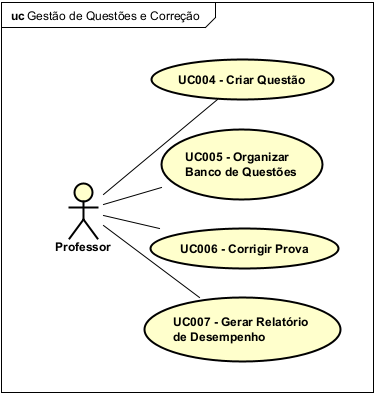 uc Gestão de Questões e Correção
UC004 - Criar Questão
UC005 - Organizar
Banco de Questões
Professor
UC006 - Corrigir Prova
UC007 - Gerar Relatório
de Desempenho